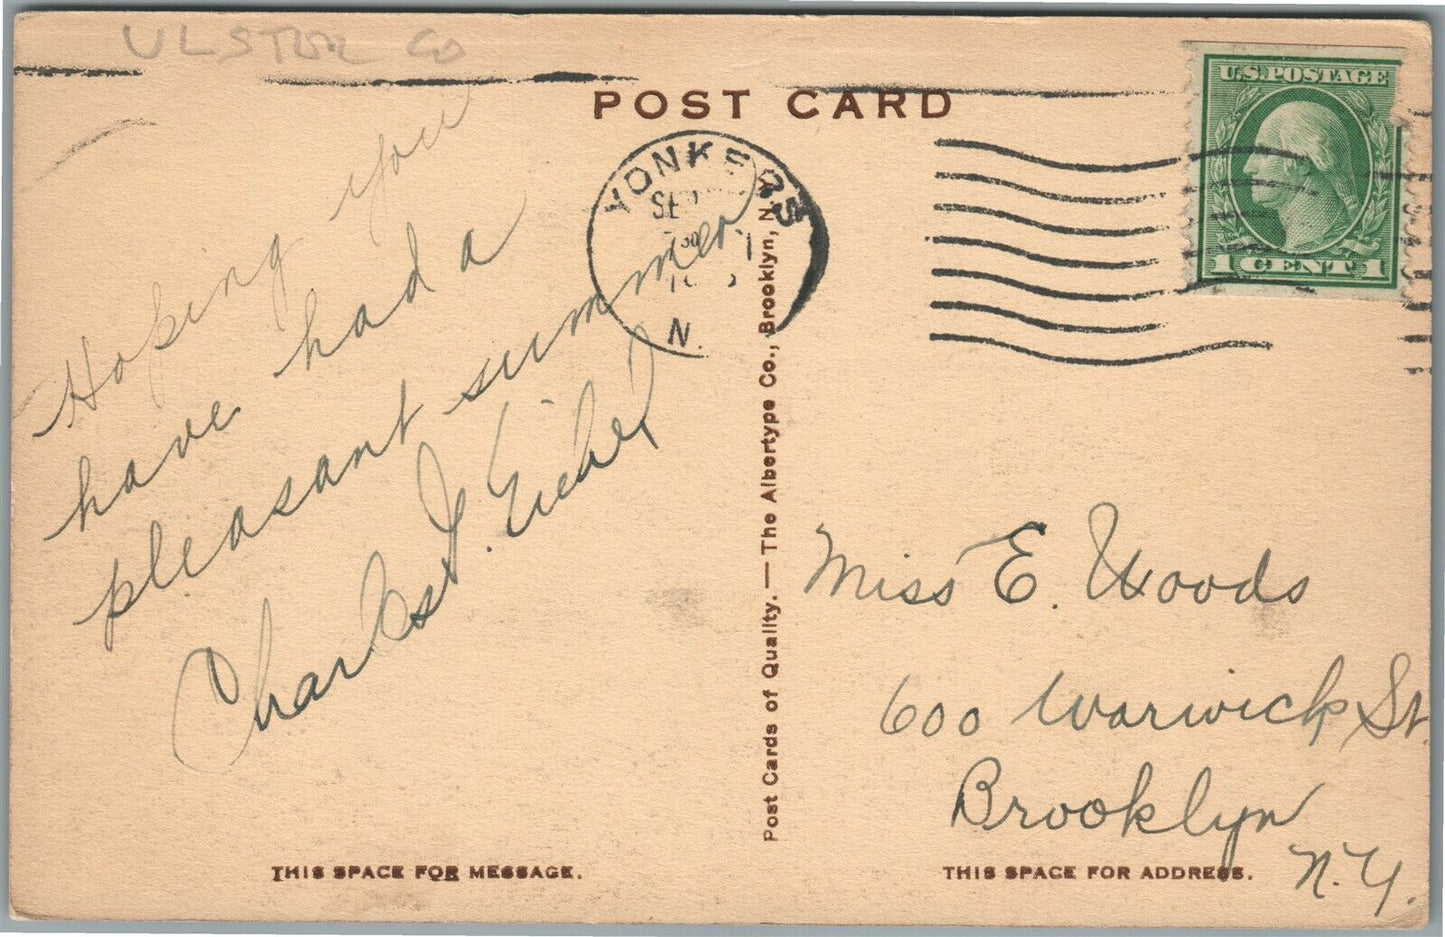 ULSTER Co
POST CARD
U.S.POSTAGE
1 CENT 1
YONKERS
SEP
N.
Hoping you
have had a
pleasant summer
Charles
Miss E. Woods
600 Warwick St.
Brooklyn
N.Y.
Post Cards of Quality. — The Albertype Co., Brooklyn, N.Y.
THIS SPACE FOR MESSAGE.
THIS SPACE FOR ADDRESS.